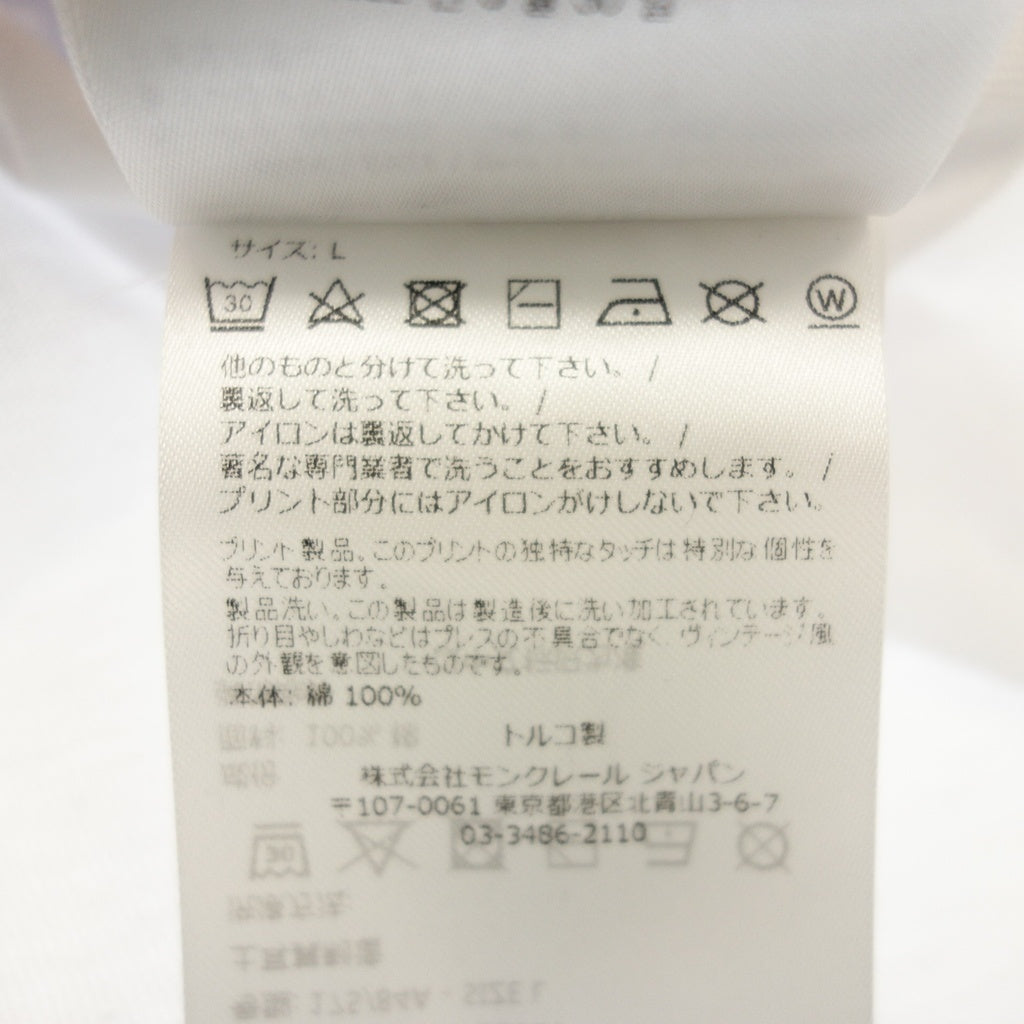 サイズ: L
30
W
他のものと分けて洗って下さい。 /
裏返して洗って下さい。 /
アイロンは裏返してかけて下さい。 /
著名な専門業者で洗うことをおすすめします。 /
プリント部分にはアイロンがけしないで下さい。
プリント製品。このプリントの独特なタッチは特別な個性を
与えております。
製品洗い。この製品は製造後に洗い加工されています。
折り目やしわなどはプレスの不具合でなく、ヴィンテージ風
の外観を意図したものです。
本体: 綿 100%
トルコ製
株式会社モンクレール ジャパン
〒107-0061 東京都港区北青山3-6-7
03-3486-2110